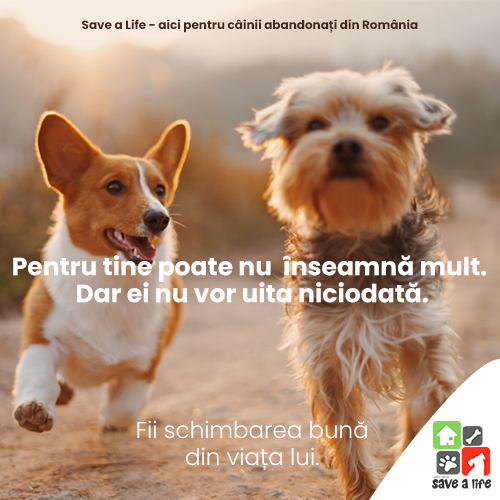 Save a Life - aici pentru câinii abandonați din România
Pentru tine poate nu  înseamnă mult.
Dar ei nu vor uita niciodată.
Fii schimbarea bună
din viața lui.
save a life